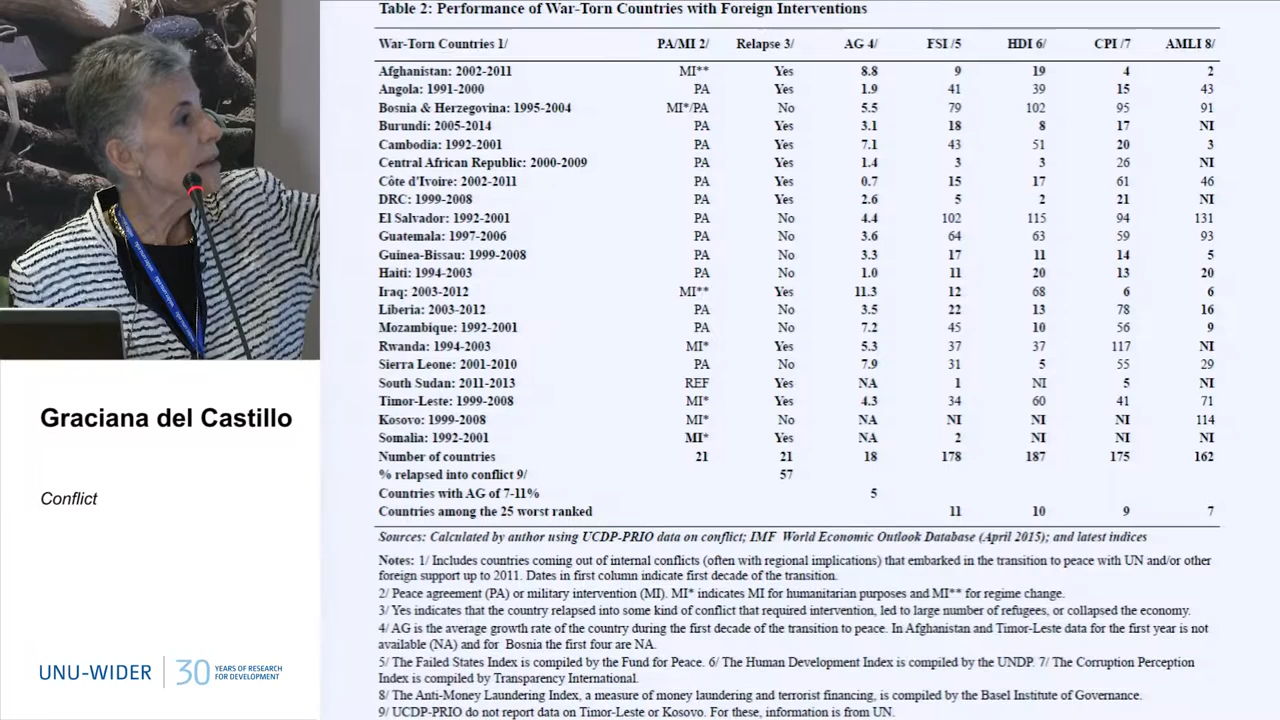 Table 2: Performance of War-Torn Countries with Foreign Interventions
War-Torn Countries 1/ PA/MI 2/ Relapse 3/ AG 4/ FSI /5 HDI 6/ CPI /7 AMLI 8/
Afghanistan: 2002-2011 MI** Yes 8.8 9 19 4 2
Angola: 1991-2000 PA Yes 1.9 41 39 15 43
Bosnia & Herzegovina: 1995-2004 MI*/PA No 5.5 79 102 95 91
Burundi: 2005-2014 PA Yes 3.1 18 8 17 NI
Cambodia: 1992-2001 PA Yes 7.1 43 51 20 3
Central African Republic: 2000-2009 PA Yes 1.4 3 3 26 NI
Côte d'Ivoire: 2002-2011 PA Yes 0.7 15 17 61 46
DRC: 1999-2008 PA Yes 2.6 5 2 21 NI
El Salvador: 1992-2001 PA No 4.4 102 115 94 131
Guatemala: 1997-2006 PA No 3.6 64 63 59 93
Guinea-Bissau: 1999-2008 PA No 3.3 17 11 14 5
Haiti: 1994-2003 PA No 1.0 11 20 13 20
Iraq: 2003-2012 MI** Yes 11.3 12 68 6 6
Liberia: 2003-2012 PA No 3.5 22 13 78 16
Mozambique: 1992-2001 PA No 7.2 45 10 56 9
Rwanda: 1994-2003 MI* Yes 5.3 37 37 117 NI
Sierra Leone: 2001-2010 PA No 7.9 31 5 55 29
South Sudan: 2011-2013 REF Yes NA 1 NI 5 NI
Timor-Leste: 1999-2008 MI* Yes 4.3 34 60 41 71
Kosovo: 1999-2008 MI* No NA NI NI NI 114
Somalia: 1992-2001 MI* Yes NA 2 NI NI NI
Number of countries 21 21 18 178 187 175 162
% relapsed into conflict 9/ 57
Countries with AG of 7-11% 5
Countries among the 25 worst ranked 11 10 9 7
Sources: Calculated by author using UCDP-PRIO data on conflict; IMF World Economic Outlook Database (April 2015); and latest indices
Notes: 1/ Includes countries coming out of internal conflicts (often with regional implications) that embarked in the transition to peace with UN and/or other
foreign support up to 2011. Dates in first column indicate first decade of the transition.
2/ Peace agreement (PA) or military intervention (MI). MI* indicates MI for humanitarian purposes and MI** for regime change.
3/ Yes indicates that the country relapsed into some kind of conflict that required intervention, led to large number of refugees, or collapsed the economy.
4/ AG is the average growth rate of the country during the first decade of the transition to peace. In Afghanistan and Timor-Leste data for the first year is not
available (NA) and for Bosnia the first four are NA.
5/ The Failed States Index is compiled by the Fund for Peace. 6/ The Human Development Index is compiled by the UNDP. 7/ The Corruption Perception
Index is compiled by Transparency International.
8/ The Anti-Money Laundering Index, a measure of money laundering and terrorist financing, is compiled by the Basel Institute of Governance.
9/ UCDP-PRIO do not report data on Timor-Leste or Kosovo. For these, information is from UN.
Graciana del Castillo
Conflict
UNU-WIDER 30 YEARS OF RESEARCH
FOR DEVELOPMENT